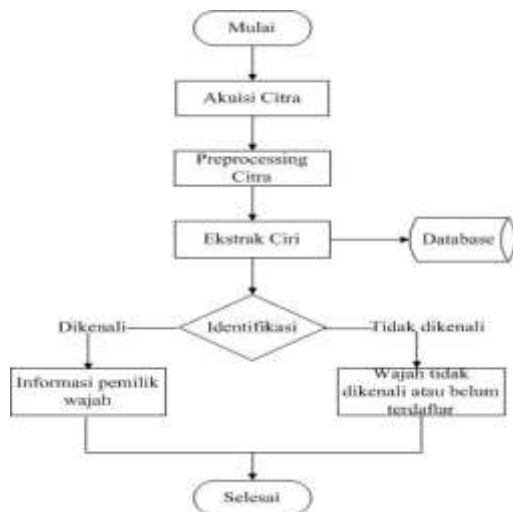 Mulai
Akuisi Citra
Preprocessing
Citra
Ekstrak Ciri
Database
Dikenali
Identifikasi
Tidak dikenali
Informasi pemilik
wajah
Wajah tidak
dikenali atau belum
terdaftar
Selesai